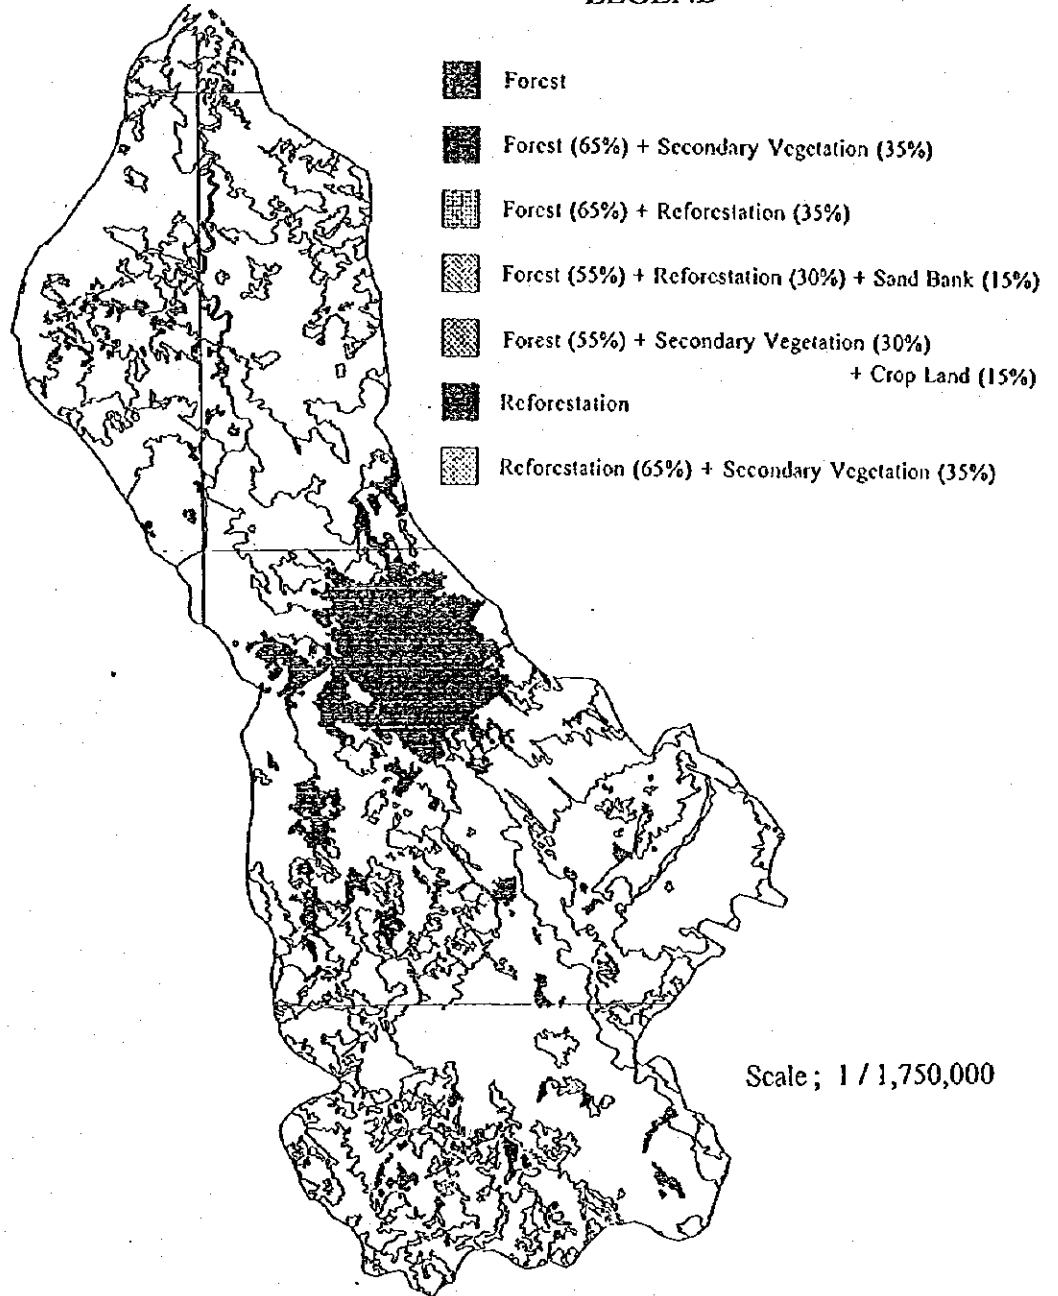 LEGEND
Forest
Forest (65%) + Secondary Vegetation (35%)
Forest (65%) + Reforestation (35%)
Forest (55%) + Reforestation (30%) + Sand Bank (15%)
Forest (55%) + Secondary Vegetation (30%)
+ Crop Land (15%)
Reforestation
Reforestation (65%) + Secondary Vegetation (35%)
Scale ; 1 / 1,750,000